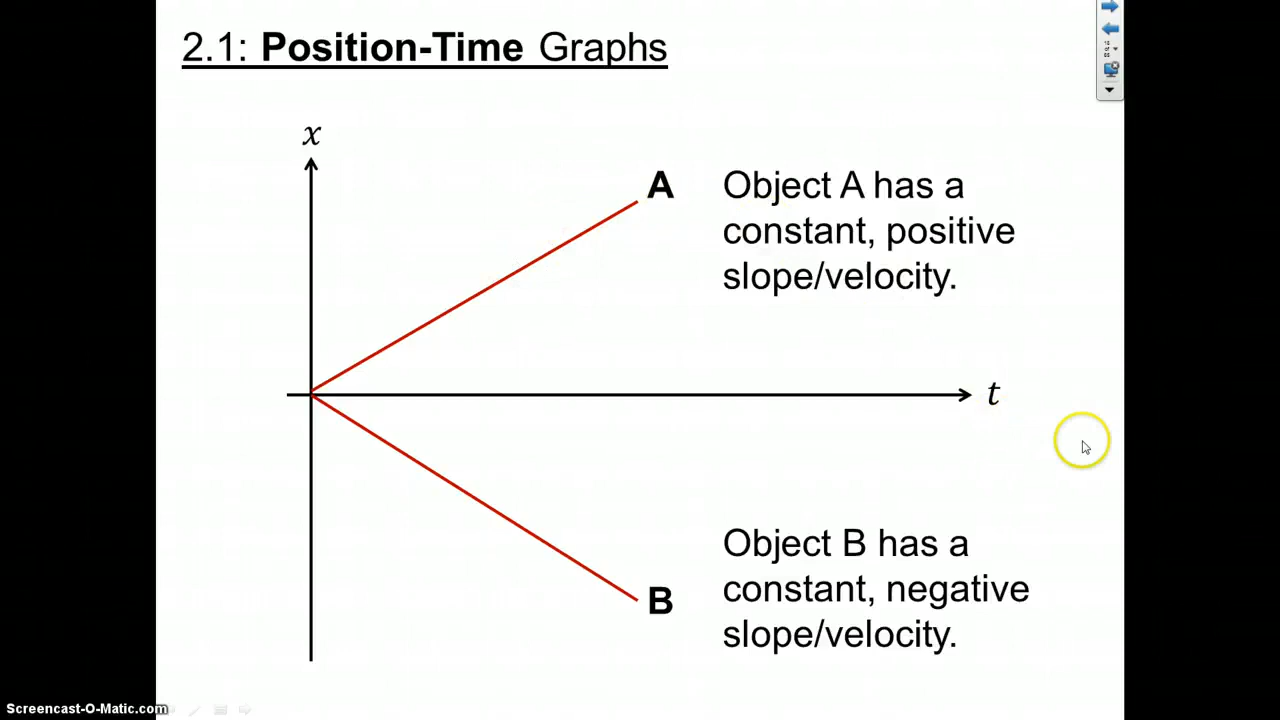 2.1: Position-Time Graphs
x
A
Object A has a
constant, positive
slope/velocity.
t
Object B has a
constant, negative
slope/velocity.
B
Screencast-O-Matic.com